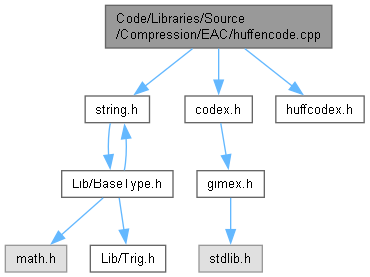 Code/Libraries/Source
/Compression/EAC/huffencode.cpp
string.h
codex.h
huffcodex.h
Lib/BaseType.h
gimex.h
math.h
Lib/Trig.h
stdlib.h